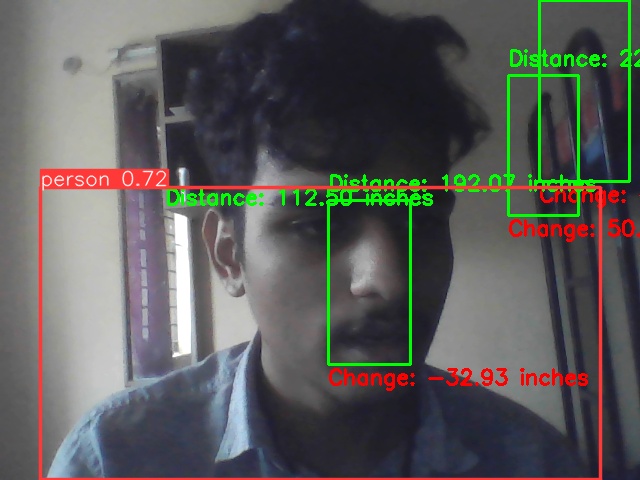 Distance: 22
person 0.72
Distance: 192.07 inches
Distance: 112.50 inches
Change:
Change: 50.
Change: -32.93 inches